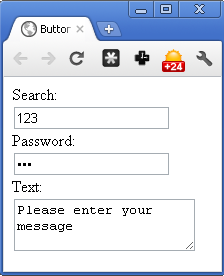 Buttor
+24
Search:
123
Password:
•••
Text:
Please enter your
message